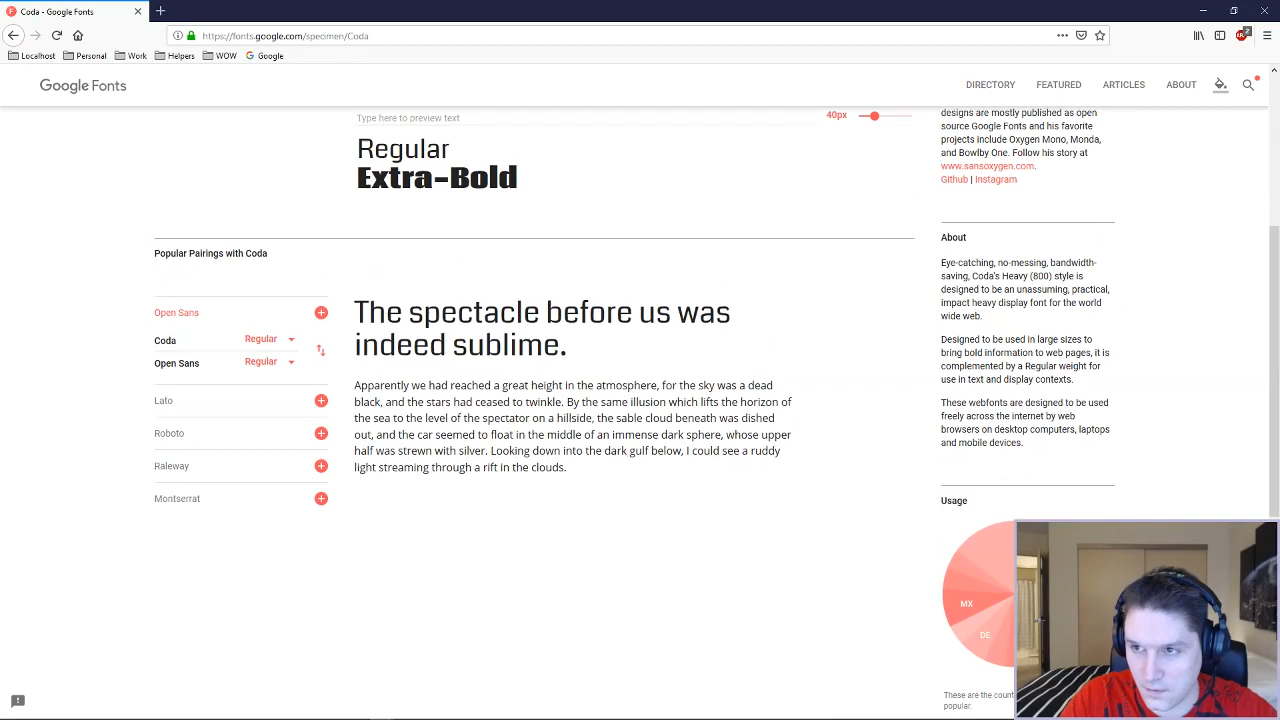 Coda - Google Fonts
https://fonts.google.com/specimen/Coda
2
Localhost
Personal
Work
Helpers
WOW
Google
Google Fonts
DIRECTORY
FEATURED
ARTICLES
ABOUT
Type here to preview text
40px
Regular
Extra-Bold
designs are mostly published as open
source Google Fonts and his favorite
projects include Oxygen Mono, Monda,
and Bowlby One. Follow his story at
www.sansoxygen.com.
Github | Instagram
Popular Pairings with Coda
Open Sans
Coda
Regular
Open Sans
Regular
Lato
Roboto
Raleway
Montserrat
The spectacle before us was
indeed sublime.
Apparently we had reached a great height in the atmosphere, for the sky was a dead
black, and the stars had ceased to twinkle. By the same illusion which lifts the horizon of
the sea to the level of the spectator on a hillside, the sable cloud beneath was dished
out, and the car seemed to float in the middle of an immense dark sphere, whose upper
half was strewn with silver. Looking down into the dark gulf below, I could see a ruddy
light streaming through a rift in the clouds.
About
Eye-catching, no-messing, bandwidth-
saving, Coda's Heavy (800) style is
designed to be an unassuming, practical,
impact heavy display font for the world
wide web.
Designed to be used in large sizes to
bring bold information to web pages, it is
complemented by a Regular weight for
use in text and display contexts.
These webfonts are designed to be used
freely across the internet by web
browsers on desktop computers, laptops
and mobile devices.
Usage
MX
DE
These are the count
popular.